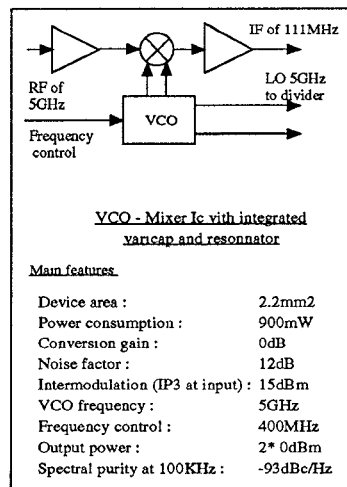 IF of 111MHz
RF of
5GHz
LO 5GHz
to divider
VCO
Frequency
control
VCO - Mixer Ic vith integrated
varicap and resonnator
Main features
Device area : 2.2mm2
Power consumption : 900mW
Conversion gain : 0dB
Noise factor : 12dB
Intermodulation (IP3 at input) : 15dBm
VCO frequency : 5GHz
Frequency control : 400MHz
Output power : 2* 0dBm
Spectral purity at 100KHz : -93dBc/Hz